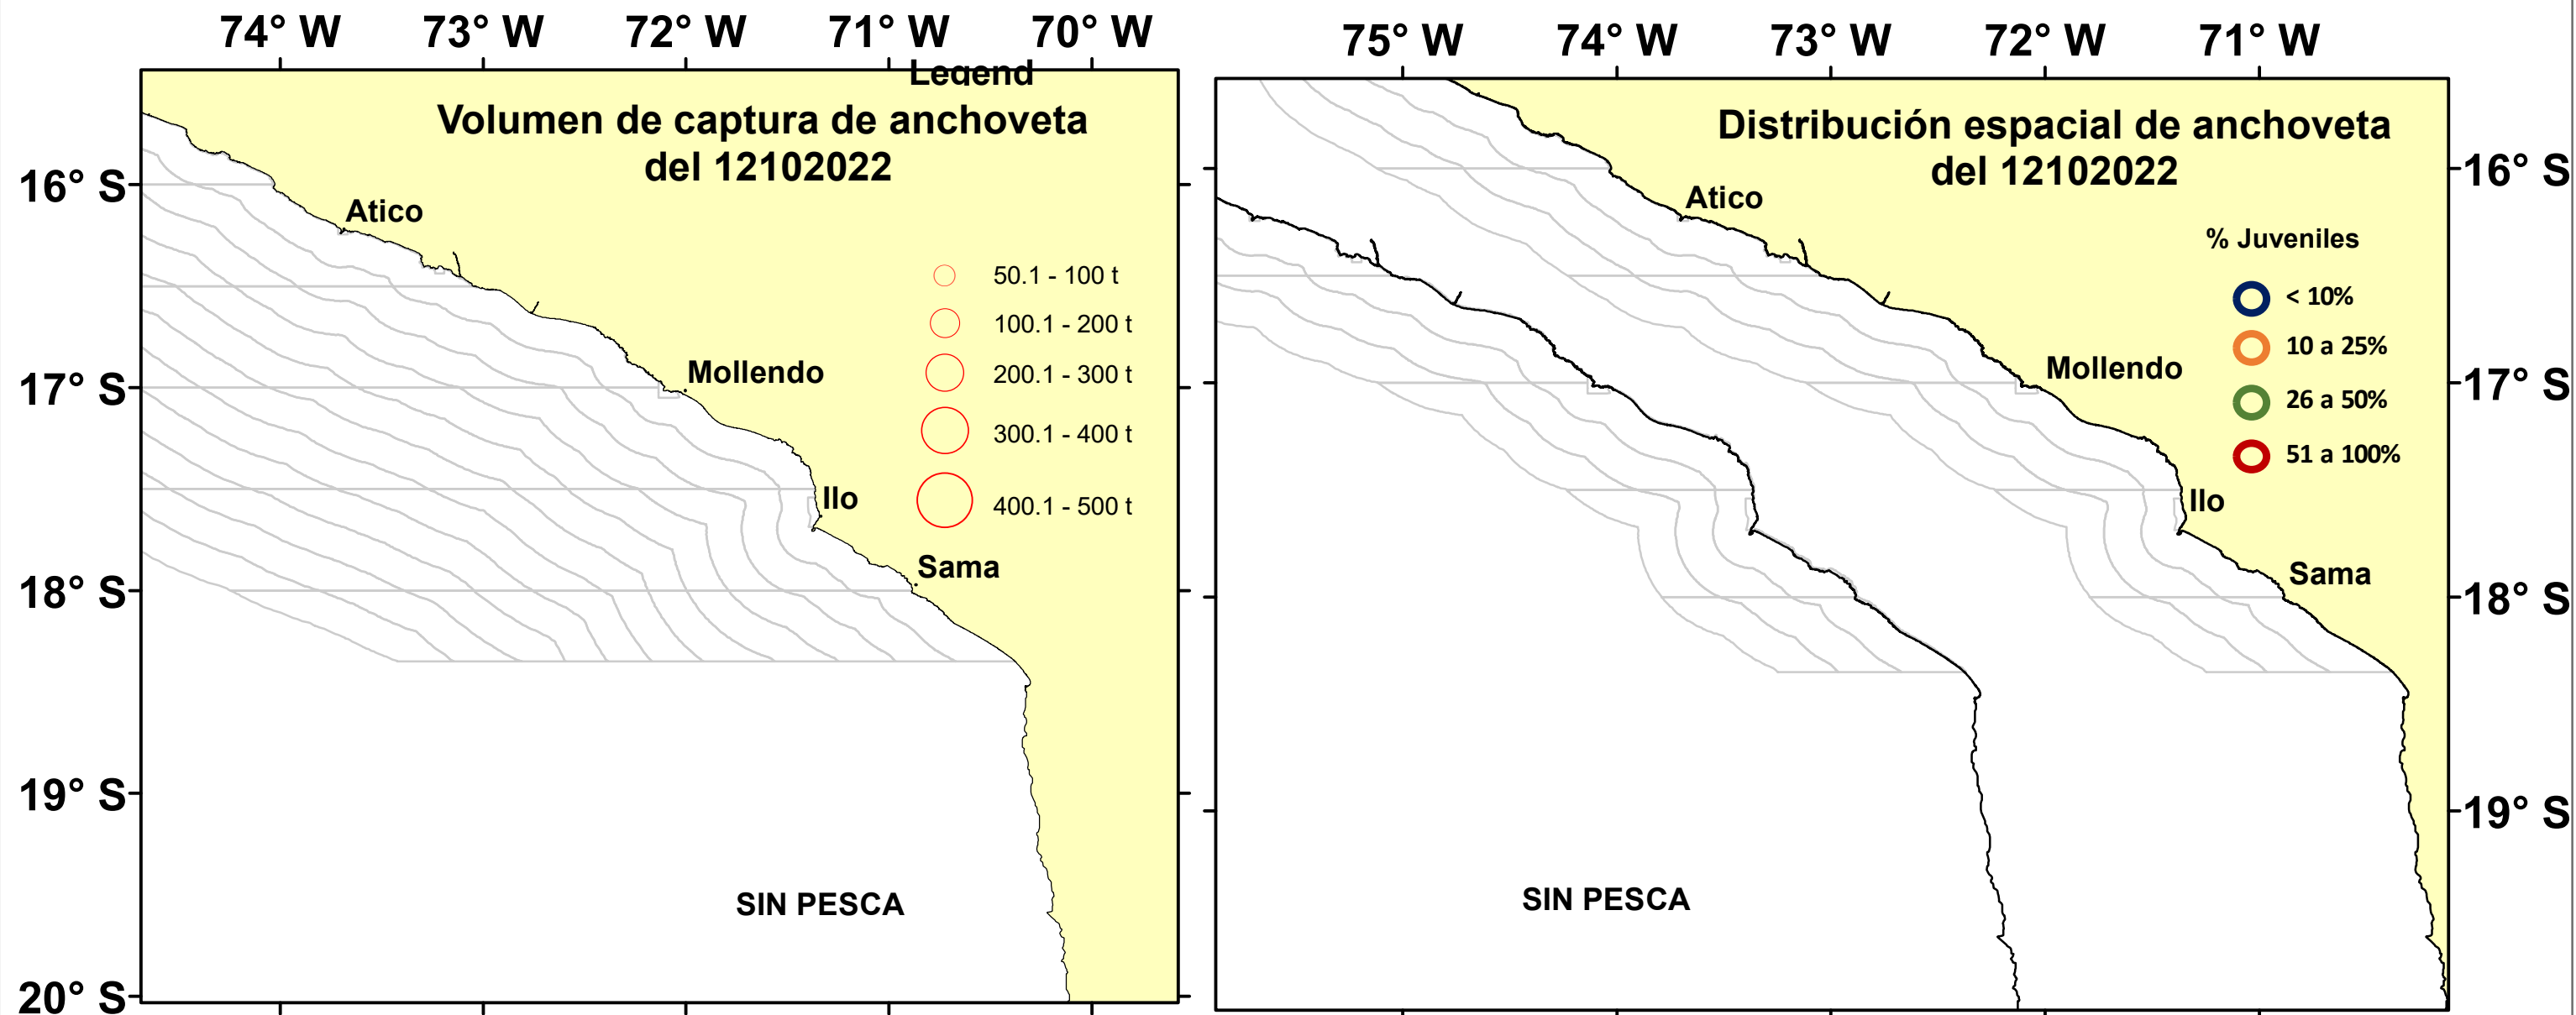 74° W 73° W 72° W 71° W 70° W
Legend
Volumen de captura de anchoveta
del 12102022
16° S
Atico
50.1 - 100 t
100.1 - 200 t
Mollendo
200.1 - 300 t
17° S
300.1 - 400 t
Ilo
400.1 - 500 t
Sama
18° S
19° S
SIN PESCA
20° S
75° W 74° W 73° W 72° W 71° W
Distribución espacial de anchoveta
del 12102022
16° S
Atico
% Juveniles
< 10%
10 a 25%
Mollendo
17° S
26 a 50%
51 a 100%
Ilo
Sama
18° S
19° S
SIN PESCA